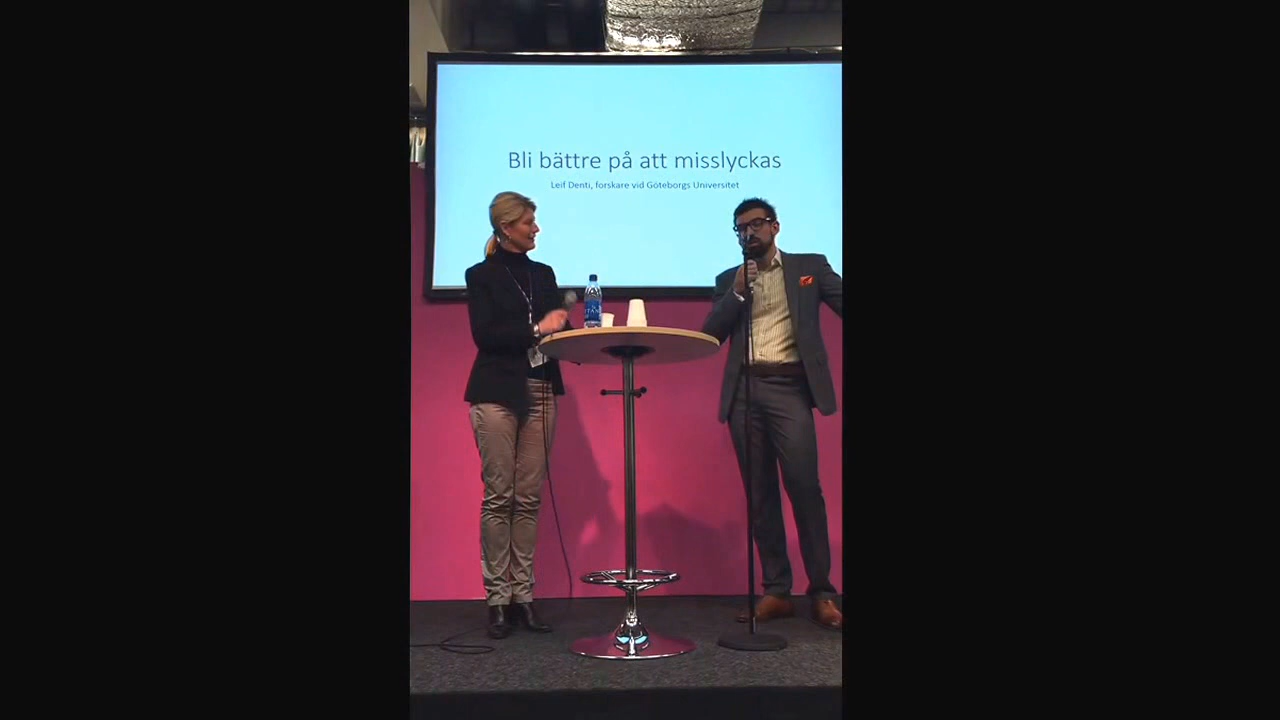 Bli bättre på att misslyckas
Leif Denti, forskare vid Göteborgs Universitet